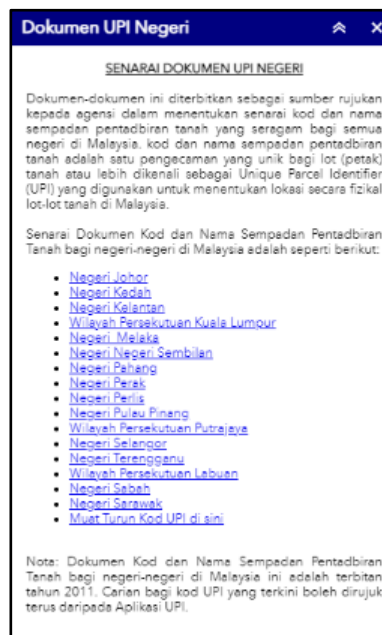 Dokumen UPI Negeri
SENARAI DOKUMEN UPI NEGERI
Dokumen-dokumen ini diterbitkan sebagai sumber rujukan
kepada agensi dalam menentukan senarai kod dan nama
sempadan pentadbiran tanah yang seragam bagi semua
negeri di Malaysia. kod dan nama sempadan pentadbiran
tanah adalah satu pengecaman yang unik bagi lot (petak)
tanah atau lebih dikenali sebagai Unique Parcel Identifier
(UPI) yang digunakan untuk menentukan lokasi secara fizikal
lot-lot tanah di Malaysia.
Senarai Dokumen Kod dan Nama Sempadan Pentadbiran
Tanah bagi negeri-negeri di Malaysia adalah seperti berikut:
• Negeri Johor
• Negeri Kedah
• Negeri Kelantan
• Wilayah Persekutuan Kuala Lumpur
• Negeri Melaka
• Negeri Negeri Sembilan
• Negeri Pahang
• Negeri Perak
• Negeri Perlis
• Negeri Pulau Pinang
• Wilayah Persekutuan Putrajaya
• Negeri Selangor
• Negeri Terengganu
• Wilayah Persekutuan Labuan
• Negeri Sabah
• Negeri Sarawak
• Muat Turun Kod UPI di sini
Nota: Dokumen Kod dan Nama Sempadan Pentadbiran
Tanah bagi negeri-negeri di Malaysia ini adalah terbitan
tahun 2011. Carian bagi kod UPI yang terkini boleh dirujuk
terus daripada Aplikasi UPI.